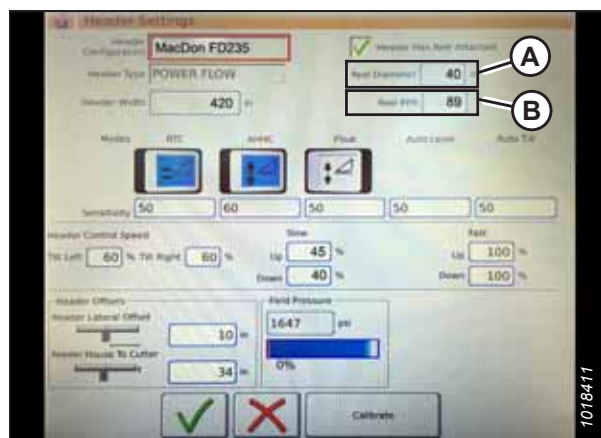 Header Settings
Header Configuration
MacDon FD235
Header Has Reel Attached
A
Header Type
POWER FLOW
Reel Diameter
40
in
Header Width
420
in
Reel PPR
89
B
Modes
RTC
AHHC
Float
Auto Level
Auto Tilt
Sensitivity
50
60
50
50
50
Header Control Speed
Slow
Fast
Tilt Left
60
%
Tilt Right
60
%
Up
45
%
Up
100
%
Down
40
%
Down
100
%
Header Offsets
Field Pressure
Header Lateral Offset
10
in
1647
psi
Header House To Cutter
34
in
0%
Calibrate
1018411